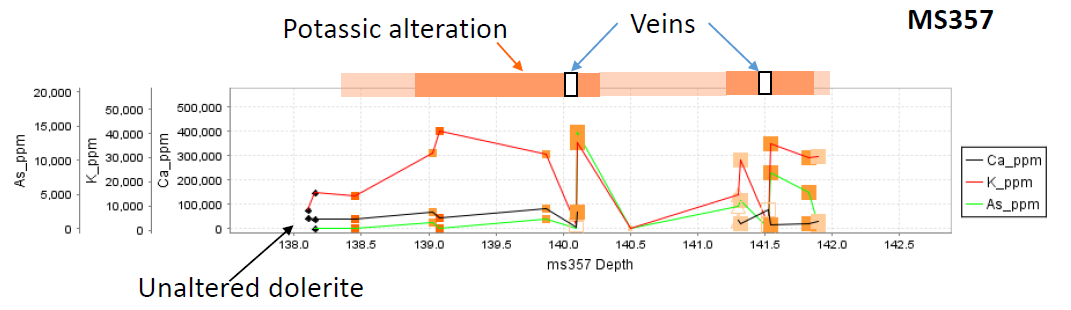 MS357
Potassic alteration
Veins
As_ppm
20,000
15,000
10,000
5,000
0
K_ppm
50,000
40,000
30,000
20,000
10,000
0
Ca_ppm
500,000
400,000
300,000
200,000
100,000
0
138.0 138.5 139.0 139.5 140.0 140.5 141.0 141.5 142.0 142.5
ms357 Depth
Ca_ppm
K_ppm
As_ppm
Unaltered dolerite